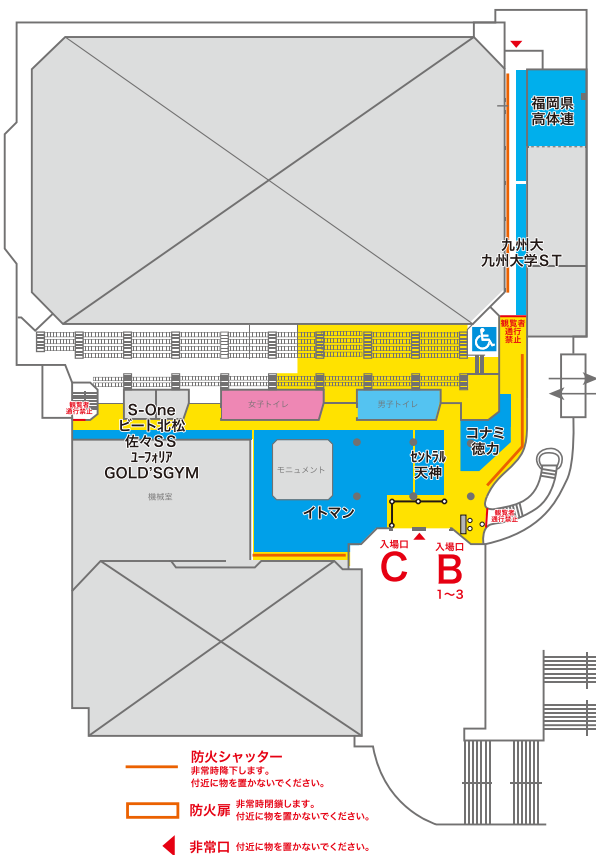 福岡県
高体連
九州大
九州大学ST
観覧者
通行
禁止
観覧者
通行禁止
S-One
ビート北松
佐々SS
ユーフォリア
GOLD'SGYM
女子トイレ
男子トイレ
コナミ
徳力
セントラル
天神
モニュメント
機械室
イトマン
観覧者
通行禁止
入場口
C
入場口
B
1〜3
防火シャッター
非常時降下します。
付近に物を置かないでください。
防火扉
非常時閉鎖します。
付近に物を置かないでください。
非常口
付近に物を置かないでください。